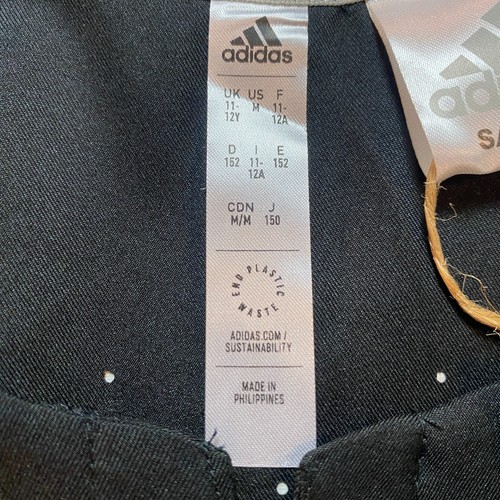 adidas
UK US F
11- M 11-
12Y 12A
D I E
152 11- 152
12A
CDN J
M/M 150
END PLASTIC WASTE
ADIDAS.COM/
SUSTAINABILITY
MADE IN
PHILIPPINES
adid
SA